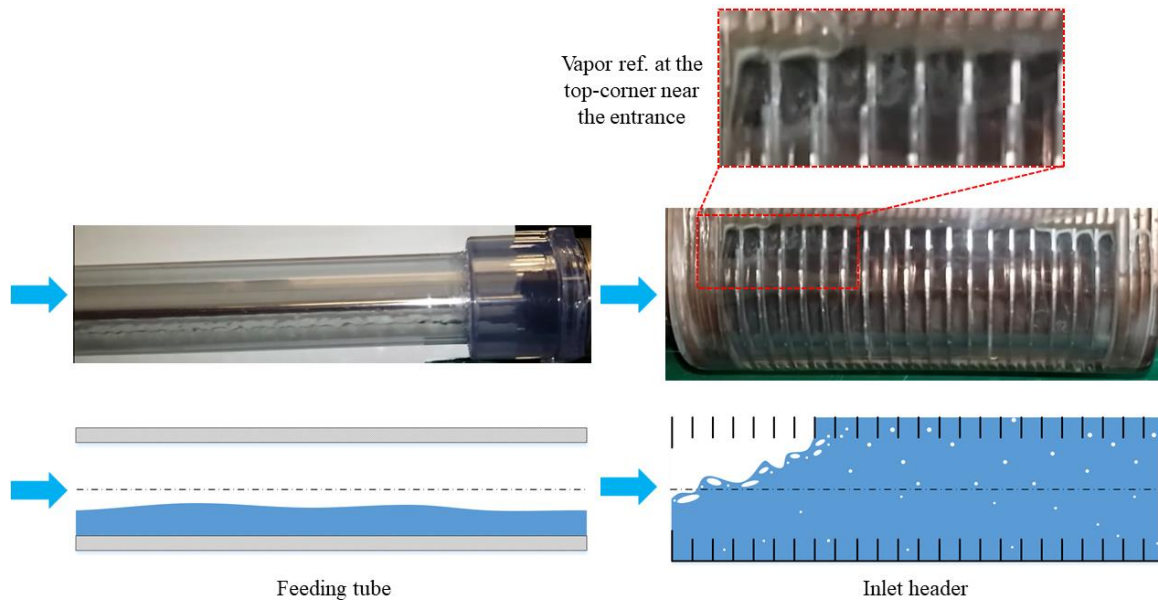 Vapor ref. at the
top-corner near
the entrance
Feeding tube
Inlet header